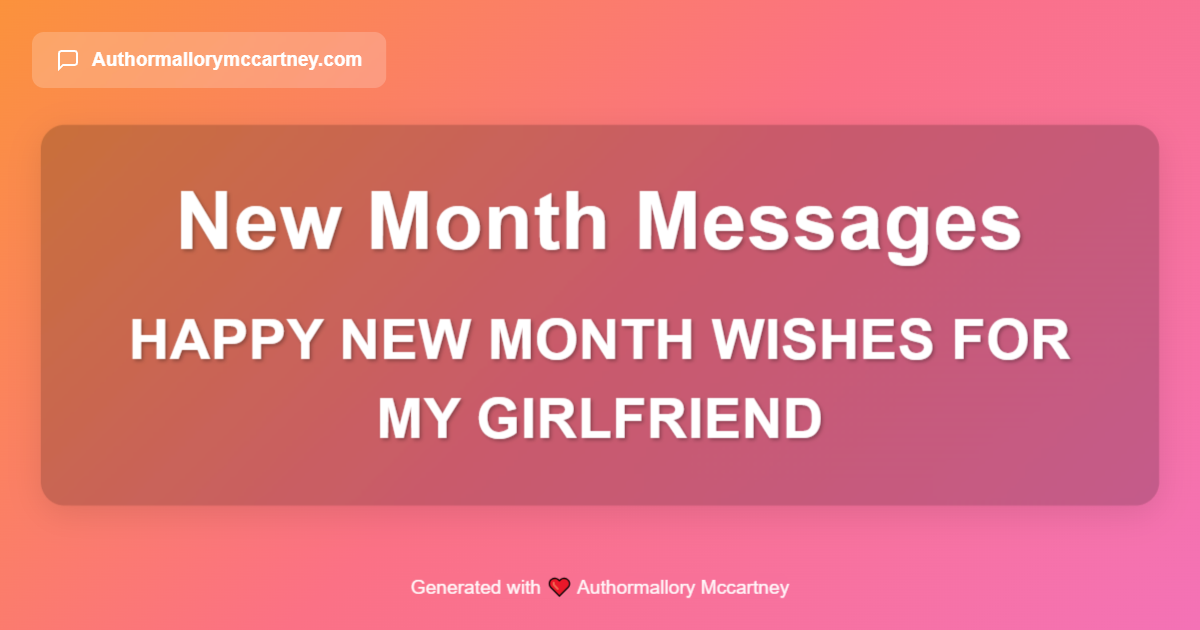 Authormallorymccartney.com
New Month Messages
HAPPY NEW MONTH WISHES FOR
MY GIRLFRIEND
Generated with ❤️ Authormallory Mccartney